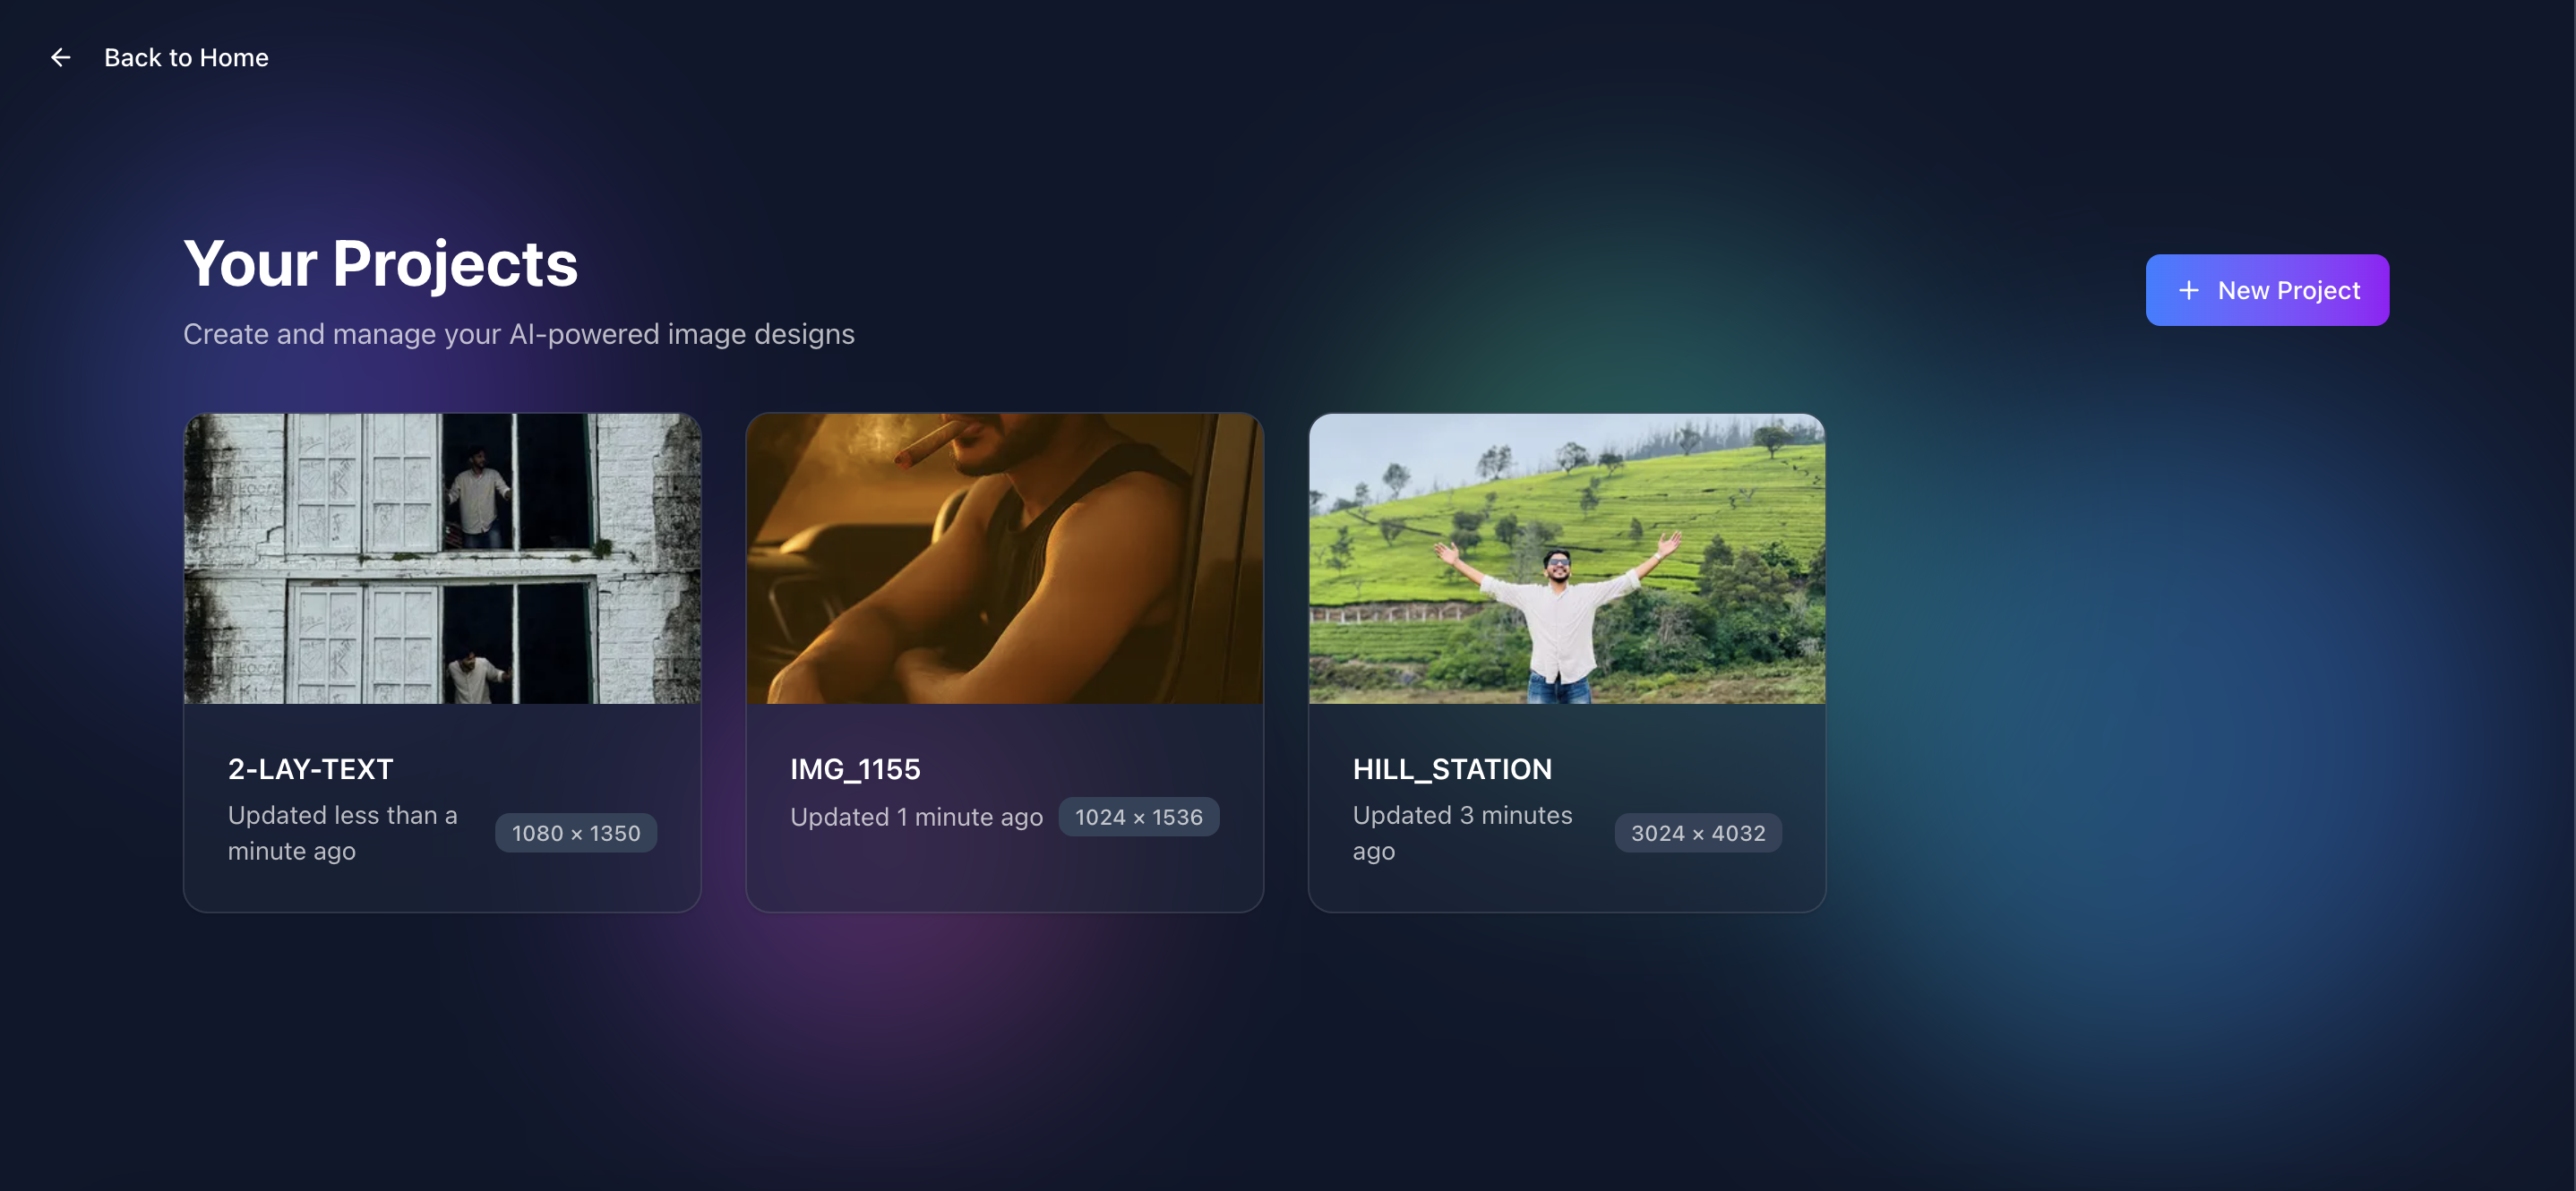 Back to Home
Your Projects
Create and manage your AI-powered image designs
New Project
2-LAY-TEXT
Updated less than a
minute ago
1080 × 1350
IMG_1155
Updated 1 minute ago
1024 × 1536
HILL_STATION
Updated 3 minutes
ago
3024 × 4032